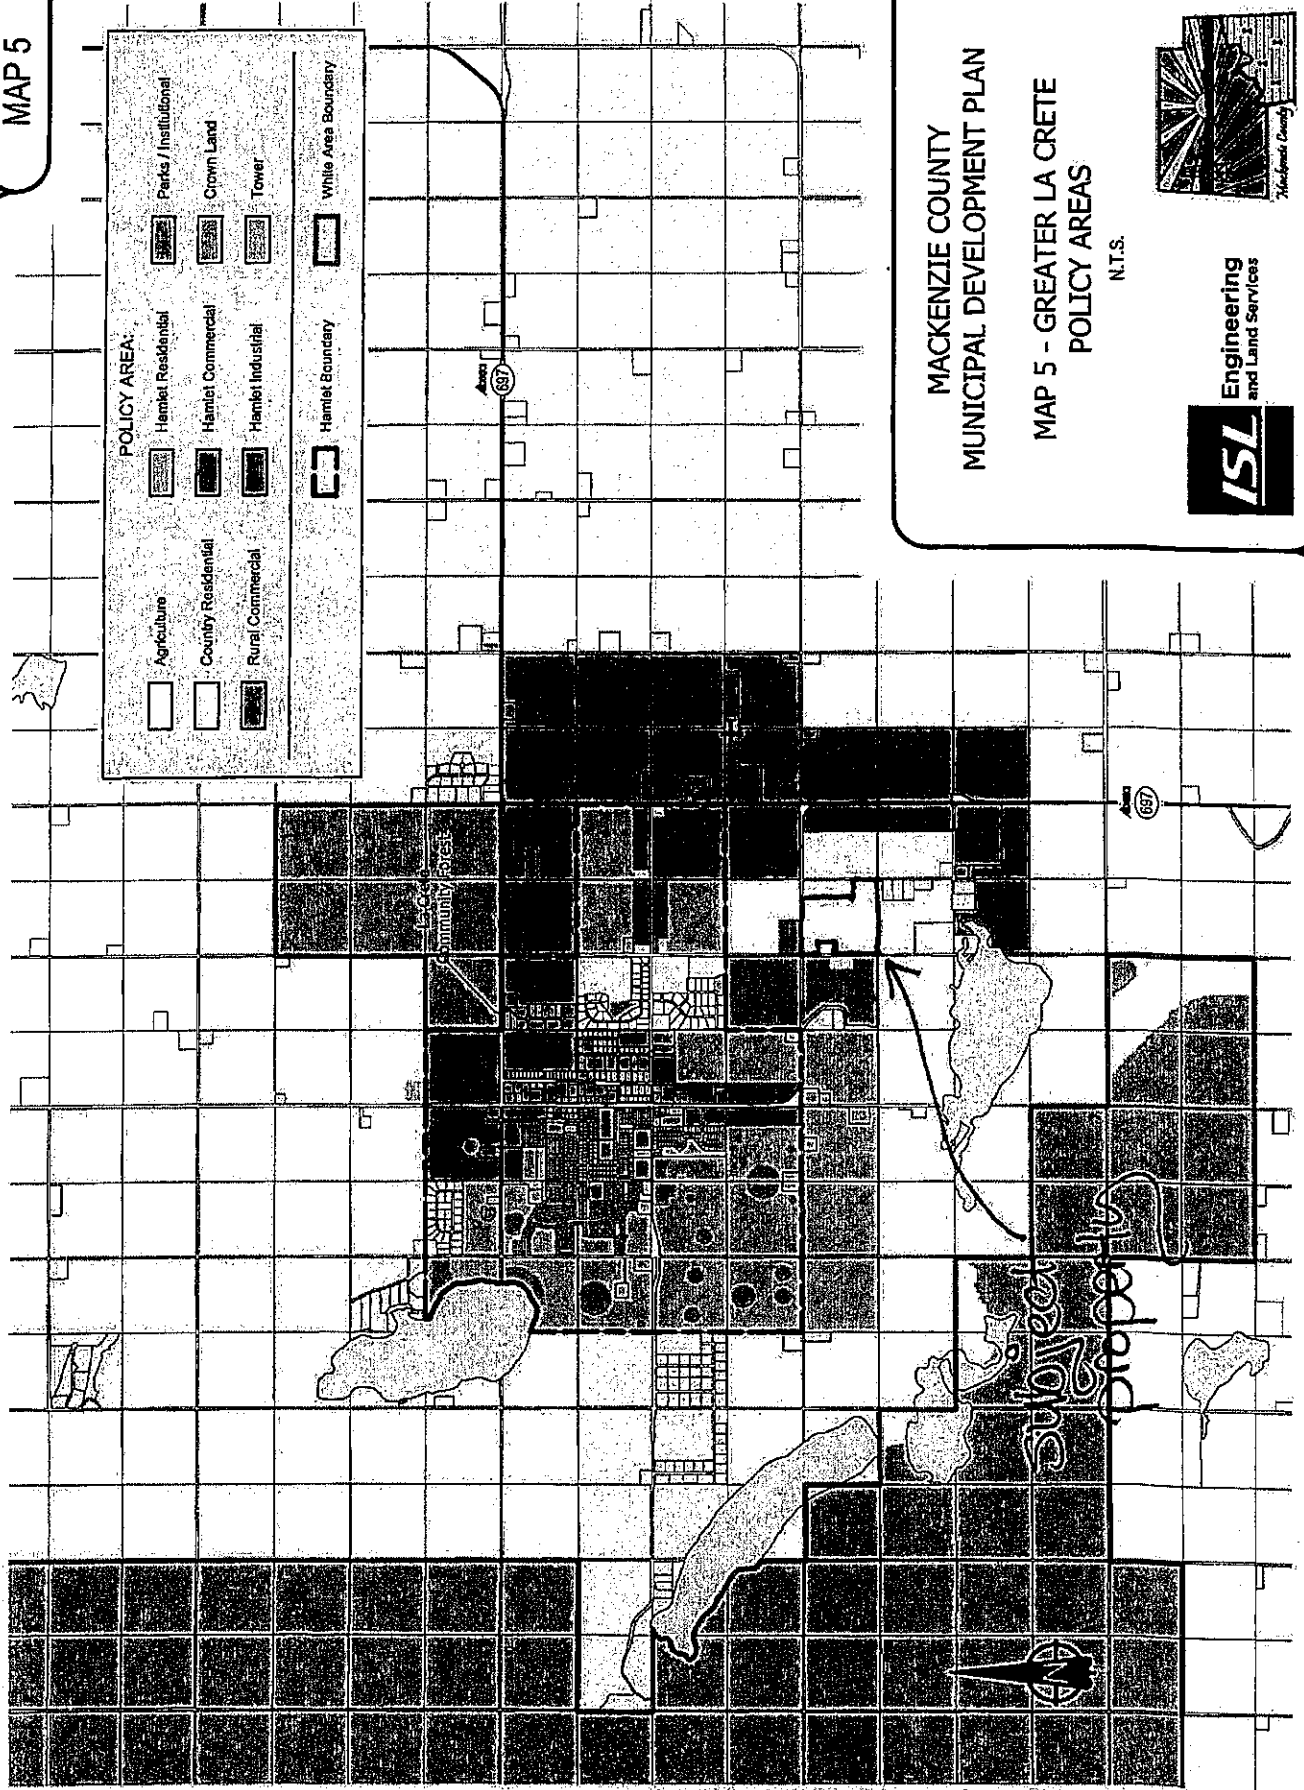 MAP 5
POLICY AREA:
Agriculture
Country Residential
Rural Commercial
Hamlet Residential
Hamlet Commercial
Hamlet Industrial
Parks / Institutional
Crown Land
Tower
Hamlet Boundary
White Area Boundary
697
La Crete
Community Forest
697
Subject
Property
N
MACKENZIE COUNTY
MUNICIPAL DEVELOPMENT PLAN
MAP 5 - GREATER LA CRETE
POLICY AREAS
N.T.S.
ISL
Engineering
and Land Services
Mackenzie County